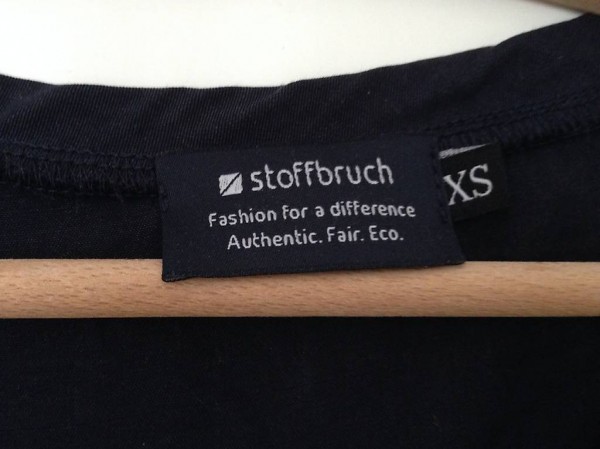 stoffbruch
Fashion for a difference
Authentic. Fair. Eco.
XS